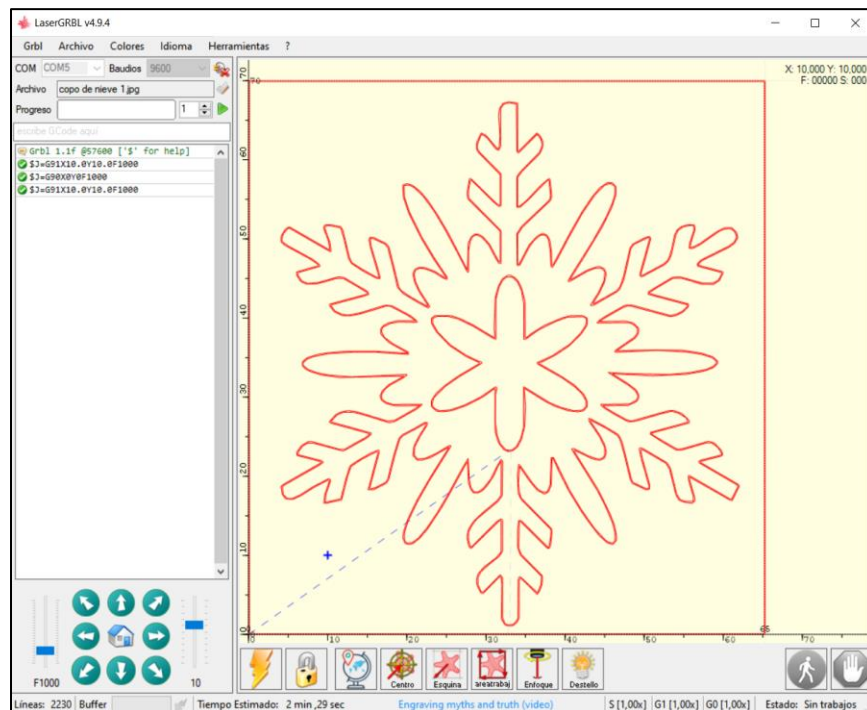 LaserGRBL v4.9.4
Grbl Archivo Colores Idioma Herramientas ?
COM COM5 Baudios 9600
Archivo copo de nieve 1.jpg
Progreso 1
escribe GCode aqui
Grbl 1.1f @57600 ['$' for help]
$J=G91X10.0Y10.0F1000
$J=G90X0Y0F1000
$J=G91X10.0Y10.0F1000
F1000 10
X: 10,000 Y: 10,000
F: 00000 S: 000
70 70
60
50
40
30
20
10
0 0 10 20 30 40 50 60 65 70
Centro Esquina areatrabaj Enfoque Destello
Líneas: 2230 Buffer Tiempo Estimado: 2 min ,29 sec Engraving myths and truth (video) S [1,00x] G1 [1,00x] G0 [1,00x] Estado: Sin trabajos